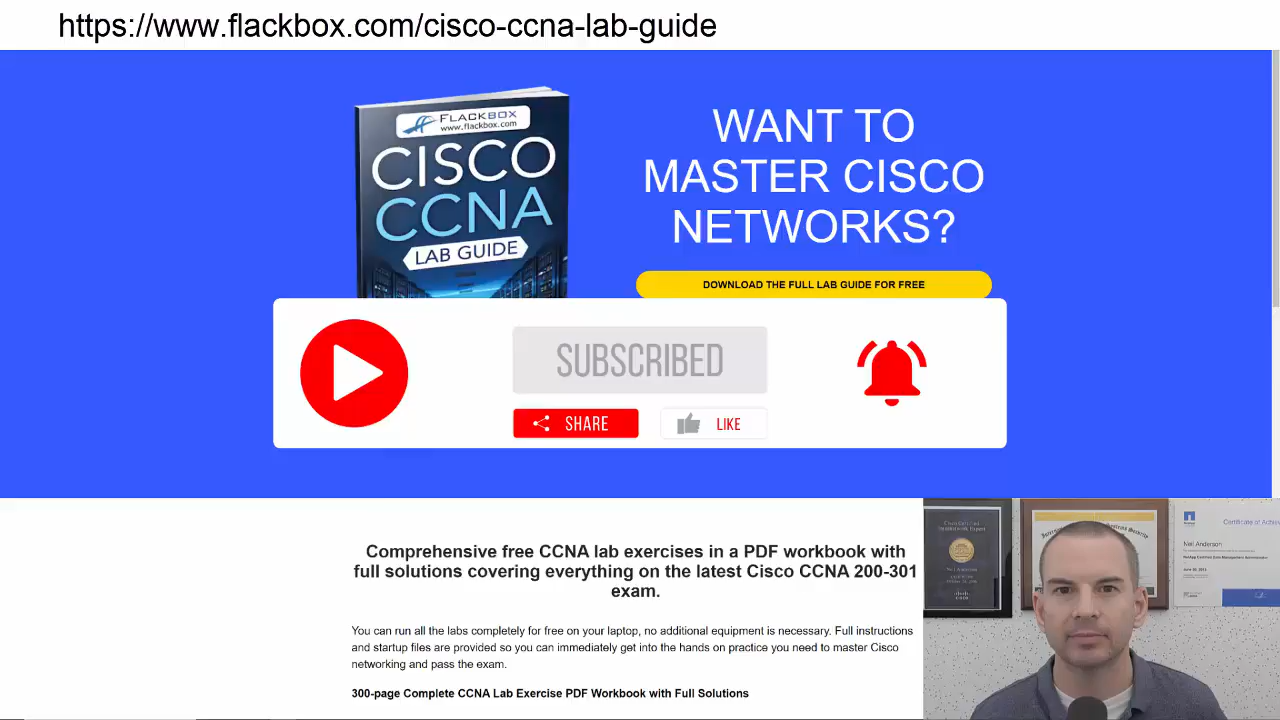 https://www.flackbox.com/cisco-ccna-lab-guide
FLACKBOX
www.flackbox.com
CISCO
CCNA
LAB GUIDE
WANT TO
MASTER CISCO
NETWORKS?
DOWNLOAD THE FULL LAB GUIDE FOR FREE
SUBSCRIBED
SHARE
LIKE
Comprehensive free CCNA lab exercises in a PDF workbook with
full solutions covering everything on the latest Cisco CCNA 200-301
exam.
You can run all the labs completely for free on your laptop, no additional equipment is necessary. Full instructions
and startup files are provided so you can immediately get into the hands on practice you need to master Cisco
networking and pass the exam.
300-page Complete CCNA Lab Exercise PDF Workbook with Full Solutions
Neil Anderson